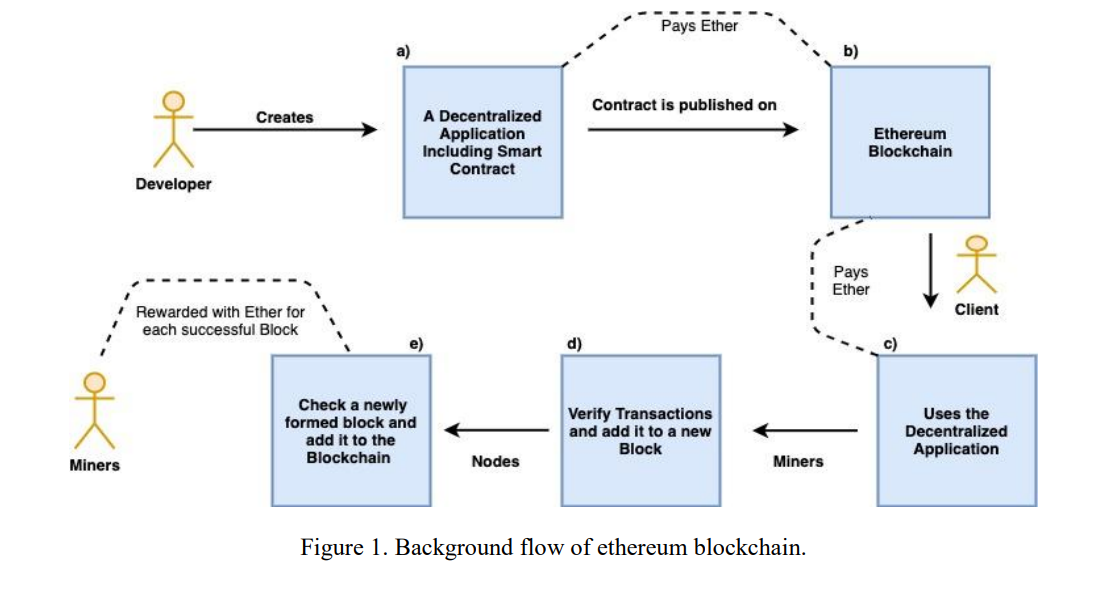 Pays Ether
a)
b)
Creates
A Decentralized
Application
Including Smart
Contract
Contract is published on
Ethereum
Blockchain
Developer
Pays
Ether
Client
Rewarded with Ether for
each successful Block
e)
d)
c)
Check a newly
formed block and
add it to the
Blockchain
Verify Transactions
and add it to a new
Block
Uses the
Decentralized
Application
Miners
Nodes
Miners
Figure 1. Background flow of ethereum blockchain.